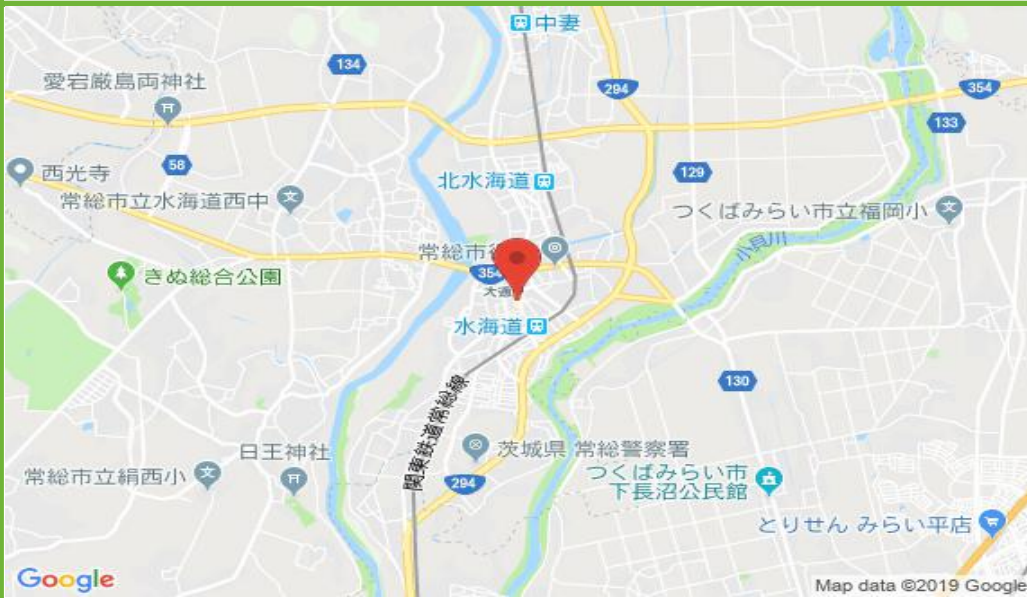 中妻
134
愛宕厳島両神社
294
354
133
58
西光寺
129
北水海道
常総市立水海道西中
つくばみらい市立福岡小
小貝川
常総市役
354
きぬ総合公園
大通
水海道
130
関東鉄道常総線
日王神社
茨城県 常総警察署
常総市立絹西小
294
つくばみらい市
下長沼公民館
とりせん みらい平店
Google
Map data ©2019 Google